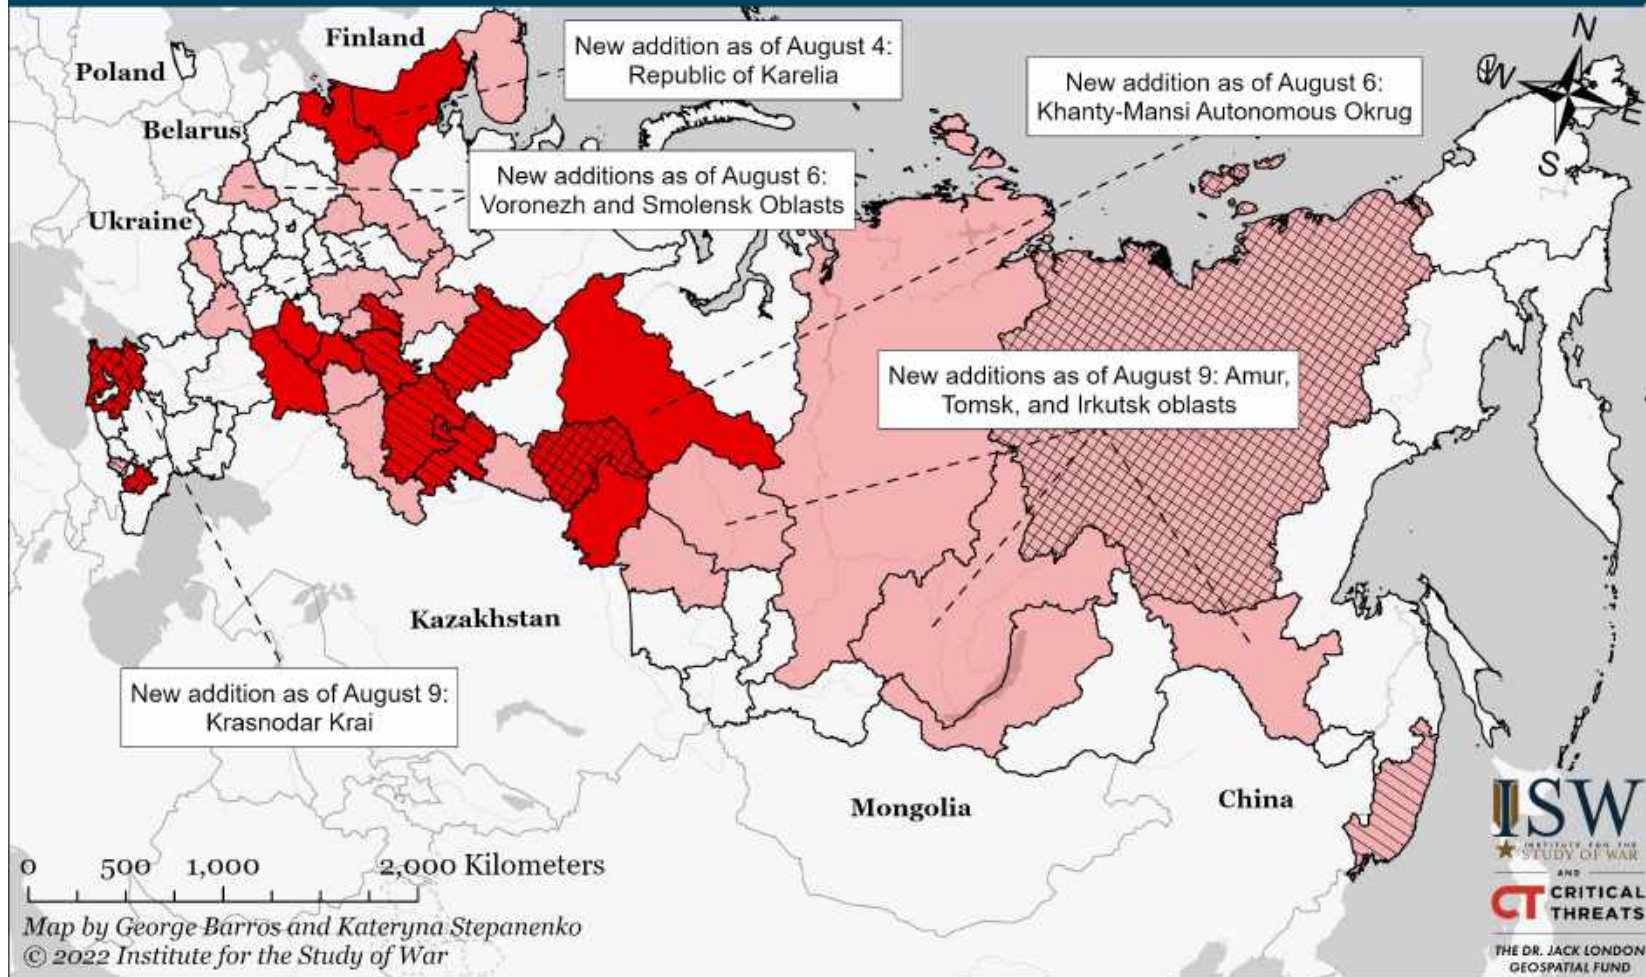 Finland
Poland
New addition as of August 4:
Republic of Karelia
New addition as of August 6:
Khanty-Mansi Autonomous Okrug
N
W
E
S
Belarus
New additions as of August 6:
Voronezh and Smolensk Oblasts
Ukraine
New additions as of August 9: Amur,
Tomsk, and Irkutsk oblasts
Kazakhstan
New addition as of August 9:
Krasnodar Krai
Mongolia
China
0 500 1,000 2,000 Kilometers
Map by George Barros and Kateryna Stepanenko
© 2022 Institute for the Study of War
ISW
INSTITUTE FOR THE
STUDY OF WAR
AND
CT CRITICAL
THREATS
THE DR. JACK LONDON
GEOSPATIAL FUND